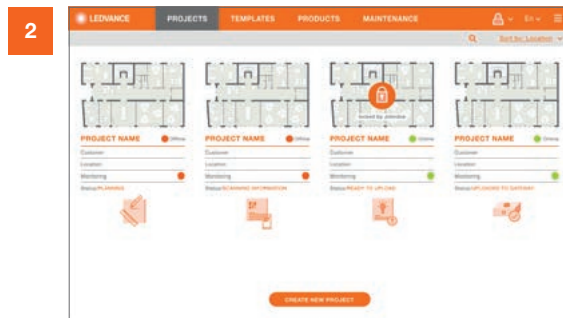 2
LEDVANCE PROJECTS TEMPLATES PRODUCTS MAINTENANCE En
Sort by: Location
PROJECT NAME Offline PROJECT NAME Offline PROJECT NAME Online PROJECT NAME Online
Customer Customer Customer Customer
Location Location Location Location
Monitoring Monitoring Monitoring Monitoring
Status: PLANNING Status: SCANNING INFORMATION Status: READY TO UPLOAD Status: UPLOADING TO GATEWAY
CREATE NEW PROJECT